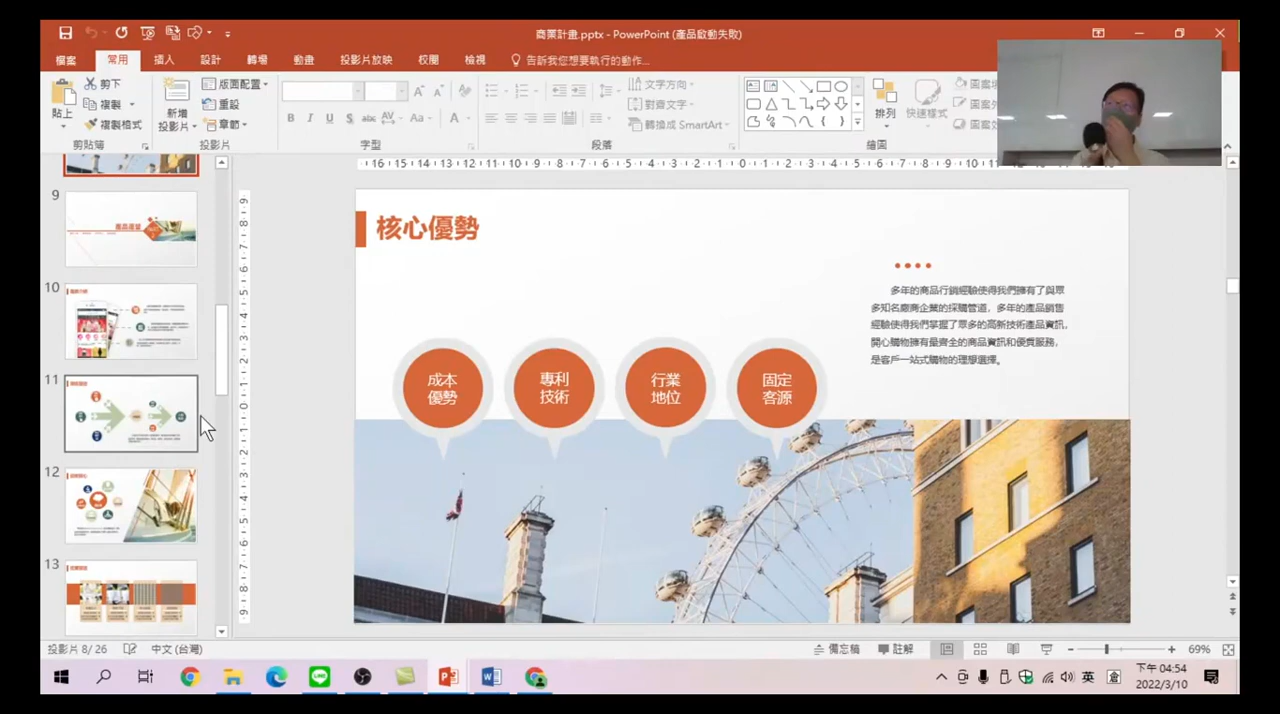 商業計畫.pptx - PowerPoint (產品啟動失敗)
檔案 常用 插入 設計 轉場 動畫 投影片放映 校閱 檢視 告訴我您想要執行的動作...
貼上
剪下
複製
複製格式
剪貼簿
新增
投影片
版面配置
重設
章節
投影片
B I U S abc AV Aa A
字型
文字方向
對齊文字
轉換成 SmartArt
段落
排列
快速樣式
繪圖
9
10
11
12
13
核心優勢
多年的商品行銷經驗使得我們擁有了與眾
多知名廠商企業的採購管道，多年的產品銷售
經驗使得我們掌握了眾多的高新技術產品資訊，
開心購物擁有最齊全的商品資訊和優質服務，
是客戶一站式購物的理想選擇。
成本
優勢
專利
技術
行業
地位
固定
客源
投影片 8/26 中文 (台灣)
備忘稿 註解 69%
英 倉
下午 04:54
2022/3/10